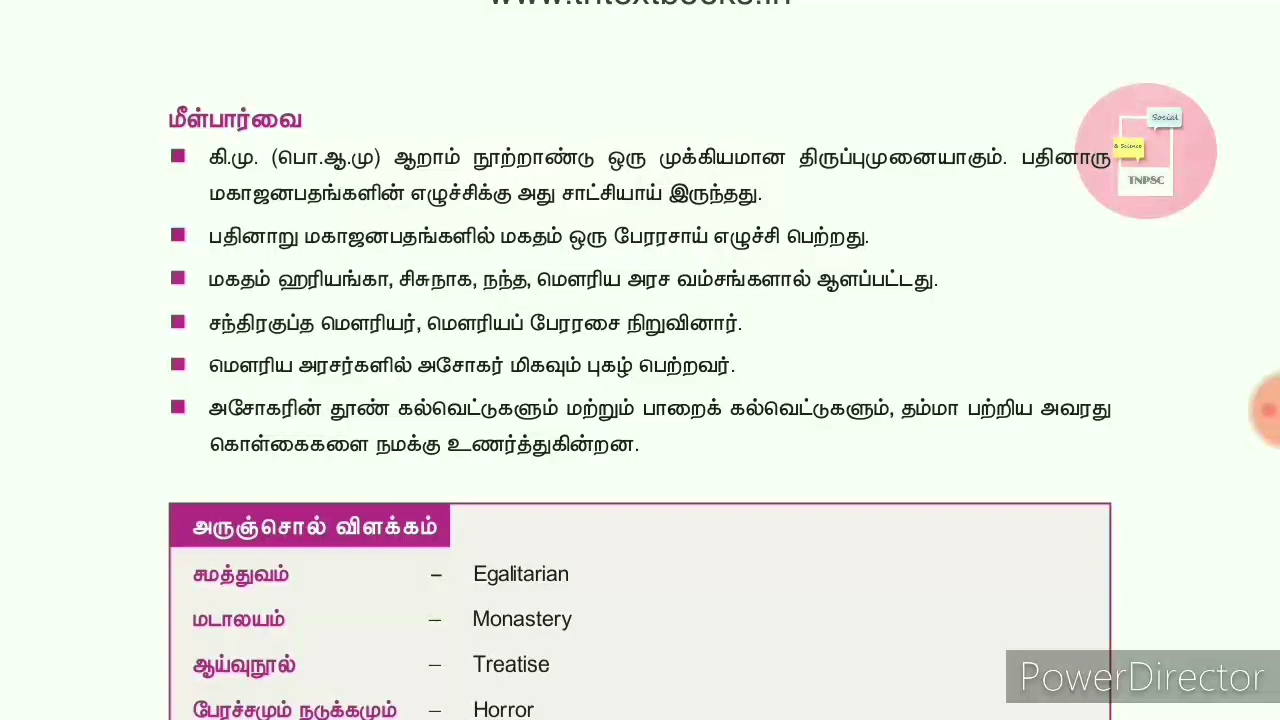 www.tntextbooks.in
மீள்பார்வை
Social
& Science
TNPSC
■ கி.மு. (பொ.ஆ.மு) ஆறாம் நூற்றாண்டு ஒரு முக்கியமான திருப்புமுனையாகும். பதினாரு
மகாஜனபதங்களின் எழுச்சிக்கு அது சாட்சியாய் இருந்தது.
■ பதினாறு மகாஜனபதங்களில் மகதம் ஒரு பேரரசாய் எழுச்சி பெற்றது.
■ மகதம் ஹரியங்கா, சிசுநாக, நந்த, மௌரிய அரச வம்சங்களால் ஆளப்பட்டது.
■ சந்திரகுப்த மௌரியர், மௌரியப் பேரரசை நிறுவினார்.
■ மௌரிய அரசர்களில் அசோகர் மிகவும் புகழ் பெற்றவர்.
■ அசோகரின் தூண் கல்வெட்டுகளும் மற்றும் பாறைக் கல்வெட்டுகளும், தம்மா பற்றிய அவரது
கொள்கைகளை நமக்கு உணர்த்துகின்றன.
அருஞ்சொல் விளக்கம்
சமத்துவம் – Egalitarian
மடாலயம் – Monastery
ஆய்வுநூல் – Treatise
பேரச்சமும் நடுக்கமும் – Horror
PowerDirector